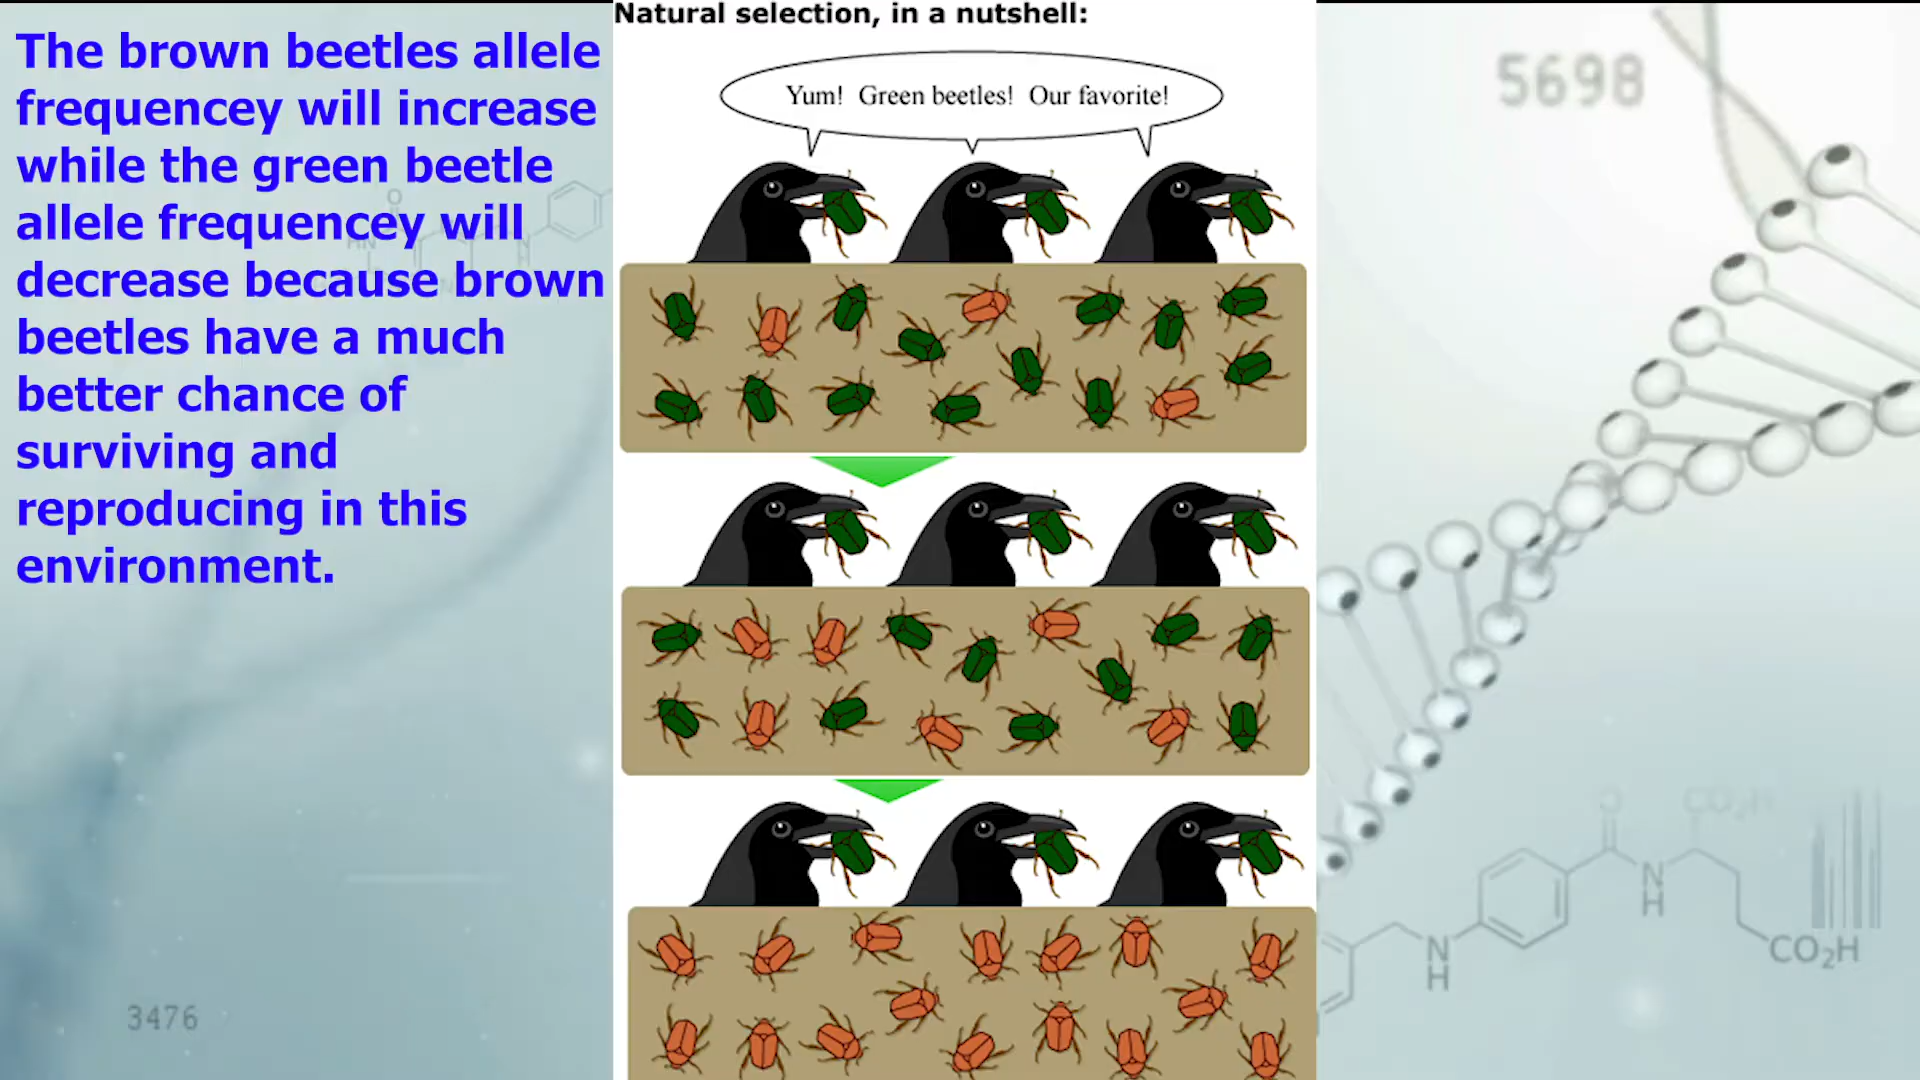 The brown beetles allele
frequencey will increase
while the green beetle
allele frequencey will
decrease because brown
beetles have a much
better chance of
surviving and
reproducing in this
environment.
Natural selection, in a nutshell:
Yum! Green beetles! Our favorite!
5698
3476
HN
O
N
H
O
N
H
CO₂H
N
H
CO₂H